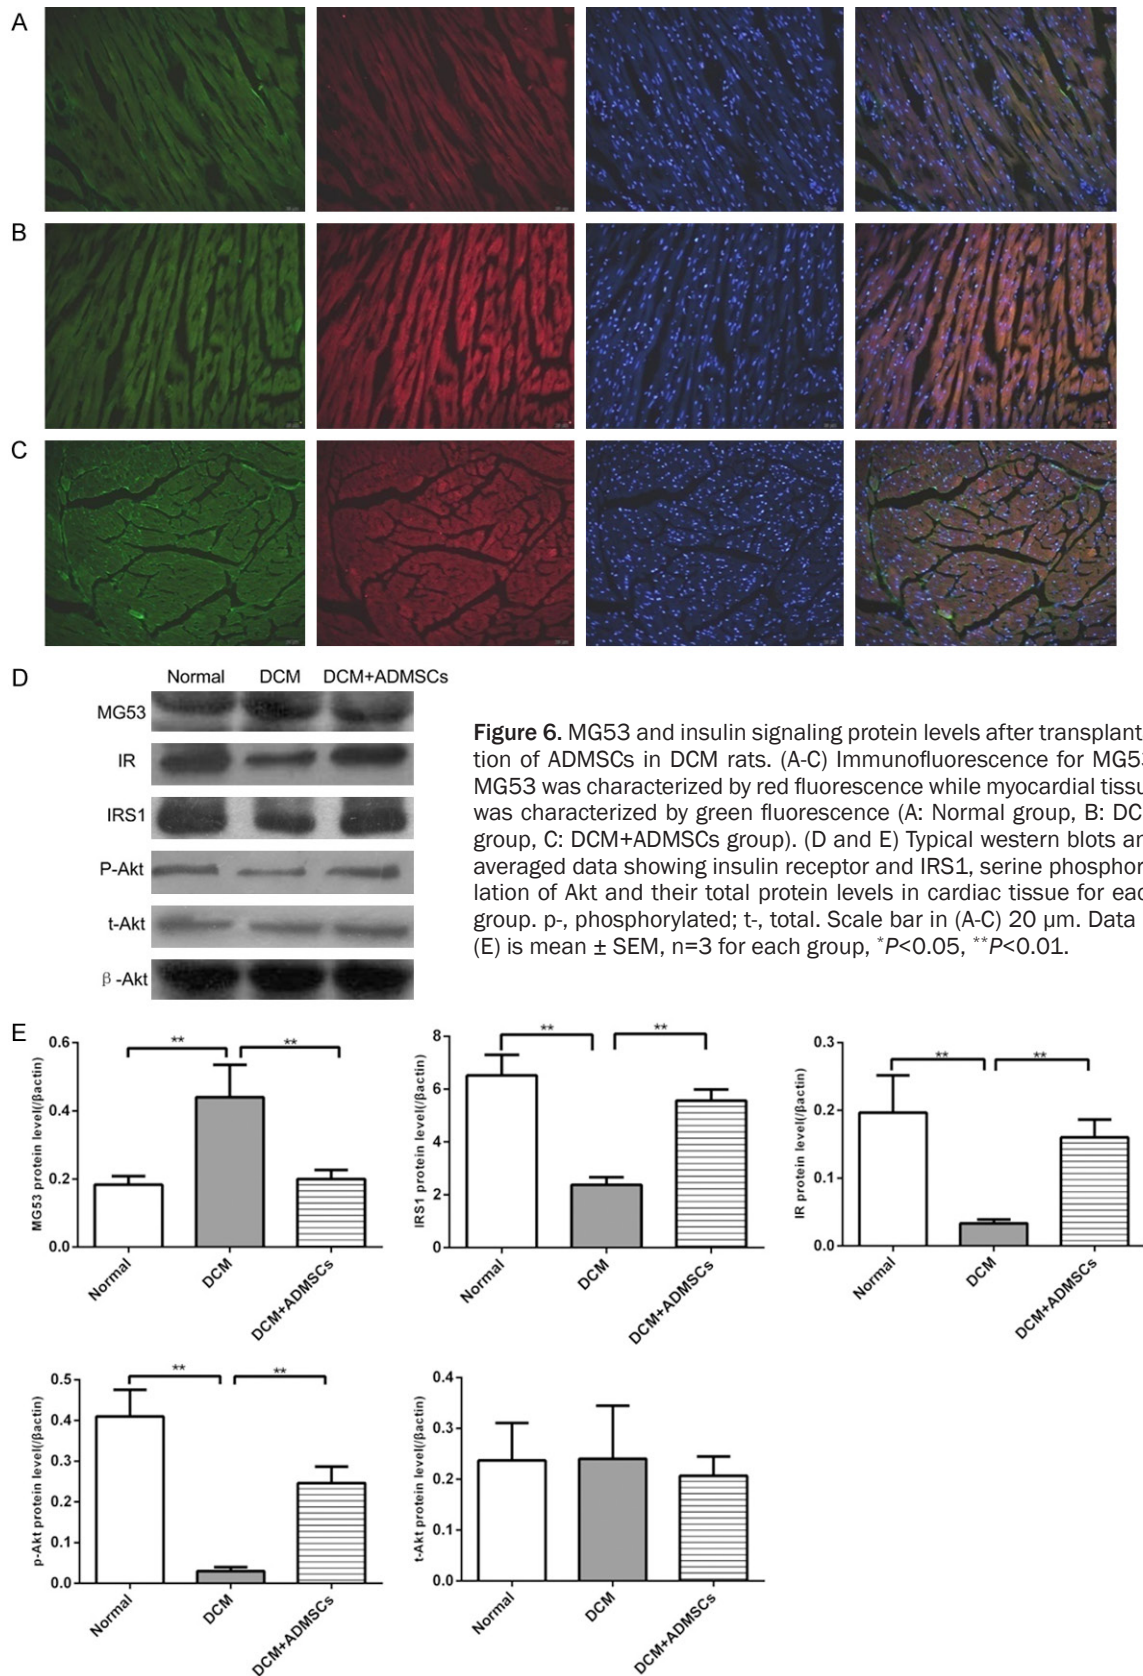 A
B
C
D
Normal DCM DCM+ADMSCs
MG53
IR
IRS1
P-Akt
t-Akt
β-Akt
Figure 6. MG53 and insulin signaling protein levels after transplant
tion of ADMSCs in DCM rats. (A-C) Immunofluorescence for MG53
MG53 was characterized by red fluorescence while myocardial tissu
was characterized by green fluorescence (A: Normal group, B: DC
group, C: DCM+ADMSCs group). (D and E) Typical western blots an
averaged data showing insulin receptor and IRS1, serine phosphor
lation of Akt and their total protein levels in cardiac tissue for eac
group. p-, phosphorylated; t-, total. Scale bar in (A-C) 20 µm. Data
(E) is mean ± SEM, n=3 for each group, *P<0.05, **P<0.01.
E
MG53 protein level(/βactin)
0.6
0.4
0.2
0.0
** **
Normal
DCM
DCM+ADMSCs
IRS1 protein level(/βactin)
8
6
4
2
0
** **
Normal
DCM
DCM+ADMSCs
IR protein level(/βactin)
0.3
0.2
0.1
0.0
** **
Normal
DCM
DCM+ADMSCs
p-Akt protein level(/βactin)
0.5
0.4
0.3
0.2
0.1
0.0
** **
Normal
DCM
DCM+ADMSCs
t-Akt protein level(/βactin)
0.4
0.3
0.2
0.1
0.0
Normal
DCM
DCM+ADMSCs